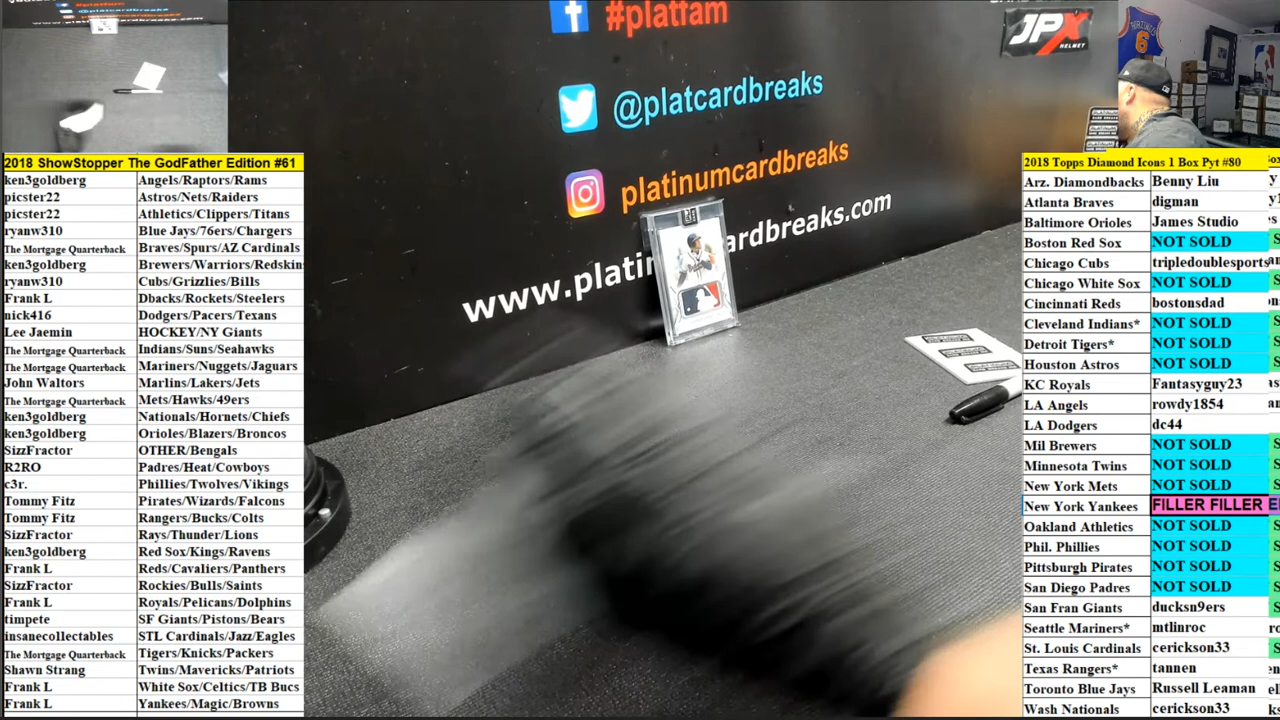 #platfam
@platcardbreaks
platinumcardbreaks
www.platin ardbreaks.com
JPX
HELMET
6
2018 ShowStopper The GodFather Edition #61
ken3goldberg Angels/Raptors/Rams
picster22 Astros/Nets/Raiders
picster22 Athletics/Clippers/Titans
ryanw310 Blue Jays/76ers/Chargers
The Mortgage Quarterback Braves/Spurs/AZ Cardinals
ken3goldberg Brewers/Warriors/Redskin
ryanw310 Cubs/Grizzlies/Bills
Frank L Dbacks/Rockets/Steelers
nick416 Dodgers/Pacers/Texans
Lee Jaemin HOCKEY/NY Giants
The Mortgage Quarterback Indians/Suns/Seahawks
The Mortgage Quarterback Mariners/Nuggets/Jaguars
John Waltors Marlins/Lakers/Jets
The Mortgage Quarterback Mets/Hawks/49ers
ken3goldberg Nationals/Hornets/Chiefs
ken3goldberg Orioles/Blazers/Broncos
SizzFractor OTHER/Bengals
R2RO Padres/Heat/Cowboys
c3r. Phillies/Twolves/Vikings
Tommy Fitz Pirates/Wizards/Falcons
Tommy Fitz Rangers/Bucks/Colts
SizzFractor Rays/Thunder/Lions
ken3goldberg Red Sox/Kings/Ravens
Frank L Reds/Cavaliers/Panthers
SizzFractor Rockies/Bulls/Saints
Frank L Royals/Pelicans/Dolphins
timpete SF Giants/Pistons/Bears
insanecollectables STL Cardinals/Jazz/Eagles
The Mortgage Quarterback Tigers/Knicks/Packers
Shawn Strang Twins/Mavericks/Patriots
Frank L White Sox/Celtics/TB Bucs
Frank L Yankees/Magic/Browns
2018 Topps Diamond Icons 1 Box Pyt #80
Arz. Diamondbacks Benny Liu
Atlanta Braves digman
Baltimore Orioles James Studio
Boston Red Sox NOT SOLD
Chicago Cubs tripledoublesports
Chicago White Sox NOT SOLD
Cincinnati Reds bostonsdad
Cleveland Indians* NOT SOLD
Detroit Tigers* NOT SOLD
Houston Astros NOT SOLD
KC Royals Fantasyguy23
LA Angels rowdy1854
LA Dodgers dc44
Mil Brewers NOT SOLD
Minnesota Twins NOT SOLD
New York Mets NOT SOLD
New York Yankees FILLER FILLER
Oakland Athletics NOT SOLD
Phil. Phillies NOT SOLD
Pittsburgh Pirates NOT SOLD
San Diego Padres NOT SOLD
San Fran Giants ducksn9ers
Seattle Mariners* mtlinroc
St. Louis Cardinals cerickson33
Texas Rangers* tannen
Toronto Blue Jays Russell Leaman
Wash Nationals cerickson33